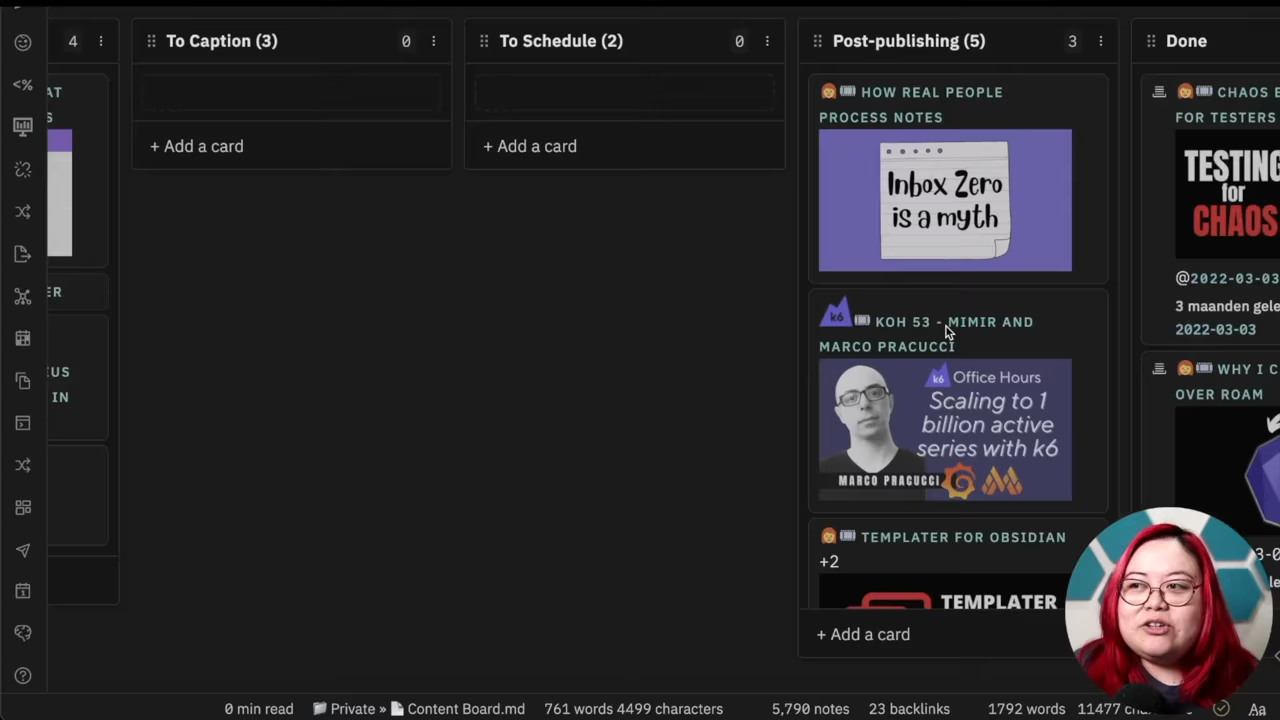 4
AT
S
ER
EUS
IN
To Caption (3) 0
+ Add a card
To Schedule (2) 0
+ Add a card
Post-publishing (5) 3
HOW REAL PEOPLE
PROCESS NOTES
Inbox Zero
is a myth
k6 KOH 53 - MIMIR AND
MARCO PRACUCCI
k6 Office Hours
Scaling to 1
billion active
series with k6
MARCO PRACUCCI
TEMPLATER FOR OBSIDIAN
+2
TEMPLATER
+ Add a card
Done
CHAOS E
FOR TESTERS
TESTING
for
CHAOS
@2022-03-03
3 maanden gele
2022-03-03
WHY I C
OVER ROAM
<%
0 min read
Private » Content Board.md
761 words 4499 characters
5,790 notes
23 backlinks
1792 words
11477 cha
Aa